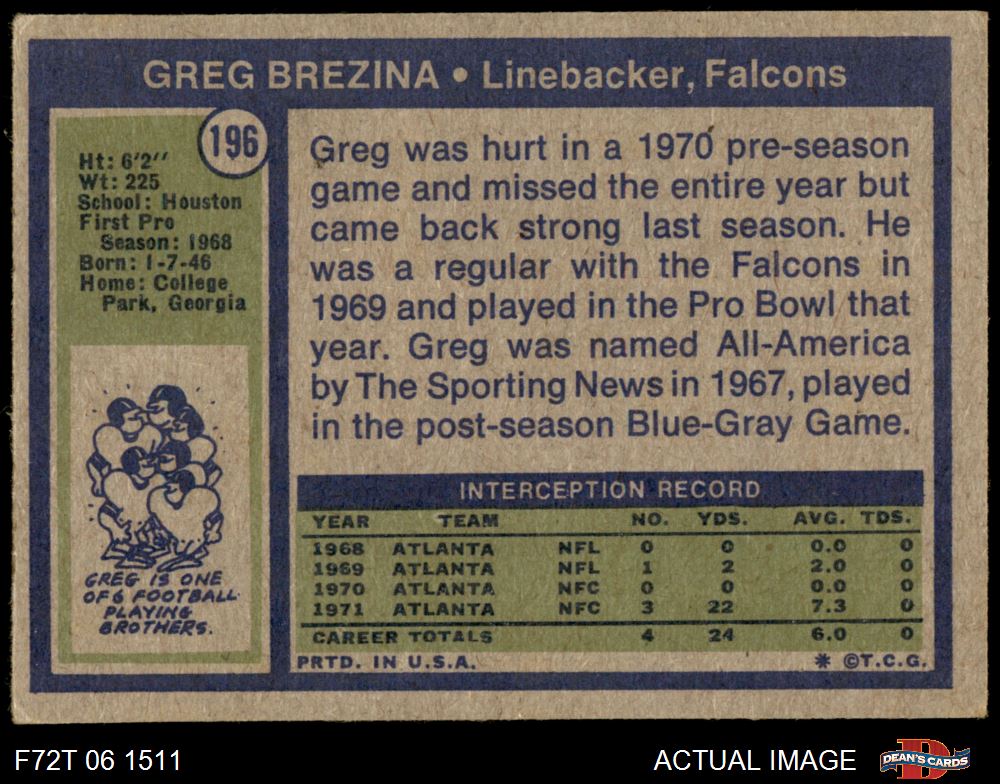 GREG BREZINA • Linebacker, Falcons
196
Ht: 6'2''
Wt: 225
School: Houston
First Pro
Season: 1968
Born: 1-7-46
Home: College
Park, Georgia
GREG IS ONE
OF 6 FOOTBALL
PLAYING
BROTHERS.
Greg was hurt in a 1970 pre-season
game and missed the entire year but
came back strong last season. He
was a regular with the Falcons in
1969 and played in the Pro Bowl that
year. Greg was named All-America
by The Sporting News in 1967, played
in the post-season Blue-Gray Game.
INTERCEPTION RECORD
YEAR TEAM NO. YDS. AVG. TDS.
1968 ATLANTA NFL 0 0 0.0 0
1969 ATLANTA NFL 1 2 2.0 0
1970 ATLANTA NFC 0 0 0.0 0
1971 ATLANTA NFC 3 22 7.3 0
CAREER TOTALS 4 24 6.0 0
PRTD. IN U.S.A. * ©T.C.G.
F72T 06 1511 ACTUAL IMAGE
D
DEAN'S CARDS